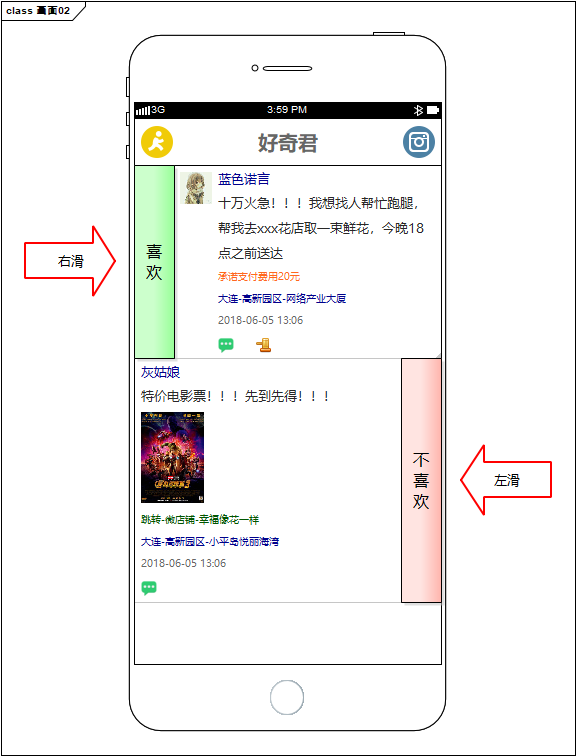 class 画面02
3G
3:59 PM
好奇君
蓝色诺言
十万火急！！！我想找人帮忙跑腿，
帮我去xxx花店取一束鲜花，今晚18
点之前送达
承诺支付费用20元
大连-高新园区-网络产业大厦
2018-06-05 13:06
喜欢
右滑
灰姑娘
特价电影票！！！先到先得！！！
跳转-微店铺-幸福像花一样
大连-高新园区-小平岛悦丽海湾
2018-06-05 13:06
不喜欢
左滑